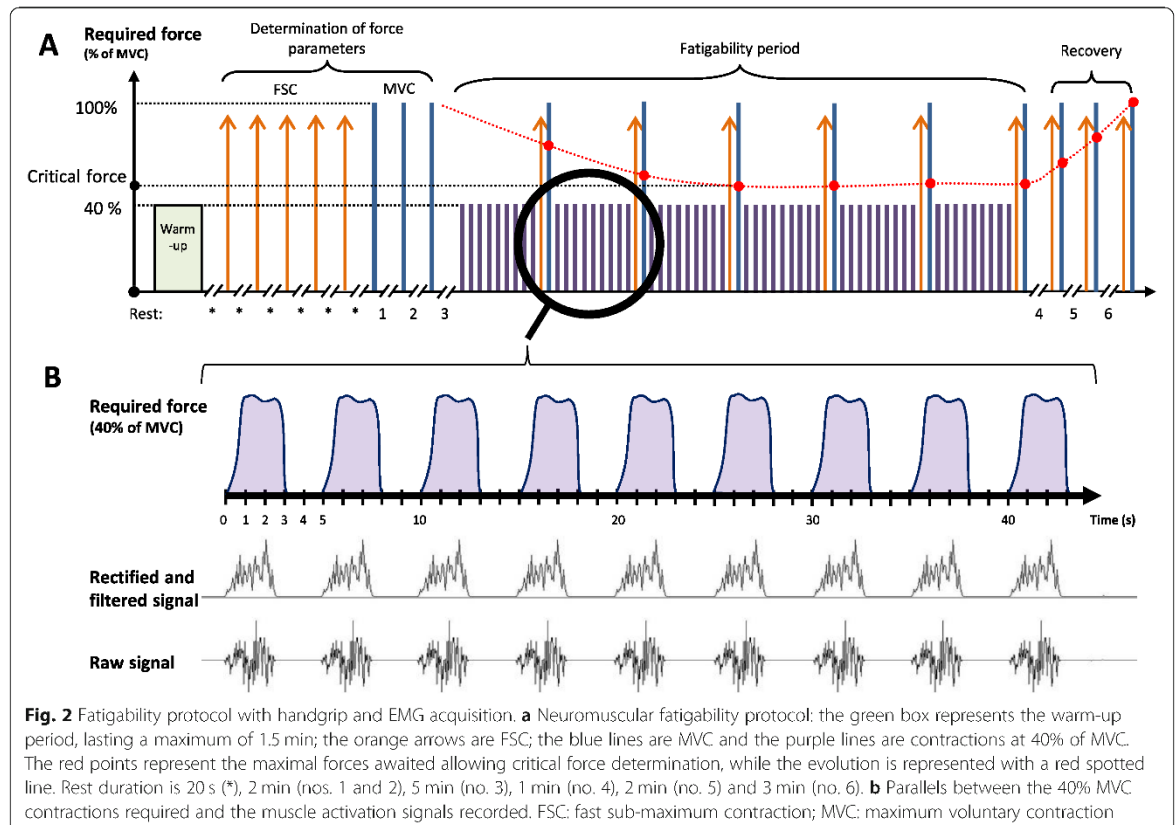 A
Required force
(% of MVC)
Determination of force
parameters
Fatigability period
Recovery
FSC
MVC
100%
Critical force
40 %
Warm
-up
Rest:
* * * * * * 1 2 3 4 5 6
B
Required force
(40% of MVC)
0 1 2 3 4 5 10 20 30 40 Time (s)
Rectified and
filtered signal
Raw signal
Fig. 2 Fatigability protocol with handgrip and EMG acquisition. a Neuromuscular fatigability protocol: the green box represents the warm-up
period, lasting a maximum of 1.5 min; the orange arrows are FSC; the blue lines are MVC and the purple lines are contractions at 40% of MVC.
The red points represent the maximal forces awaited allowing critical force determination, while the evolution is represented with a red spotted
line. Rest duration is 20 s (*), 2 min (nos. 1 and 2), 5 min (no. 3), 1 min (no. 4), 2 min (no. 5) and 3 min (no. 6). b Parallels between the 40% MVC
contractions required and the muscle activation signals recorded. FSC: fast sub-maximum contraction; MVC: maximum voluntary contraction